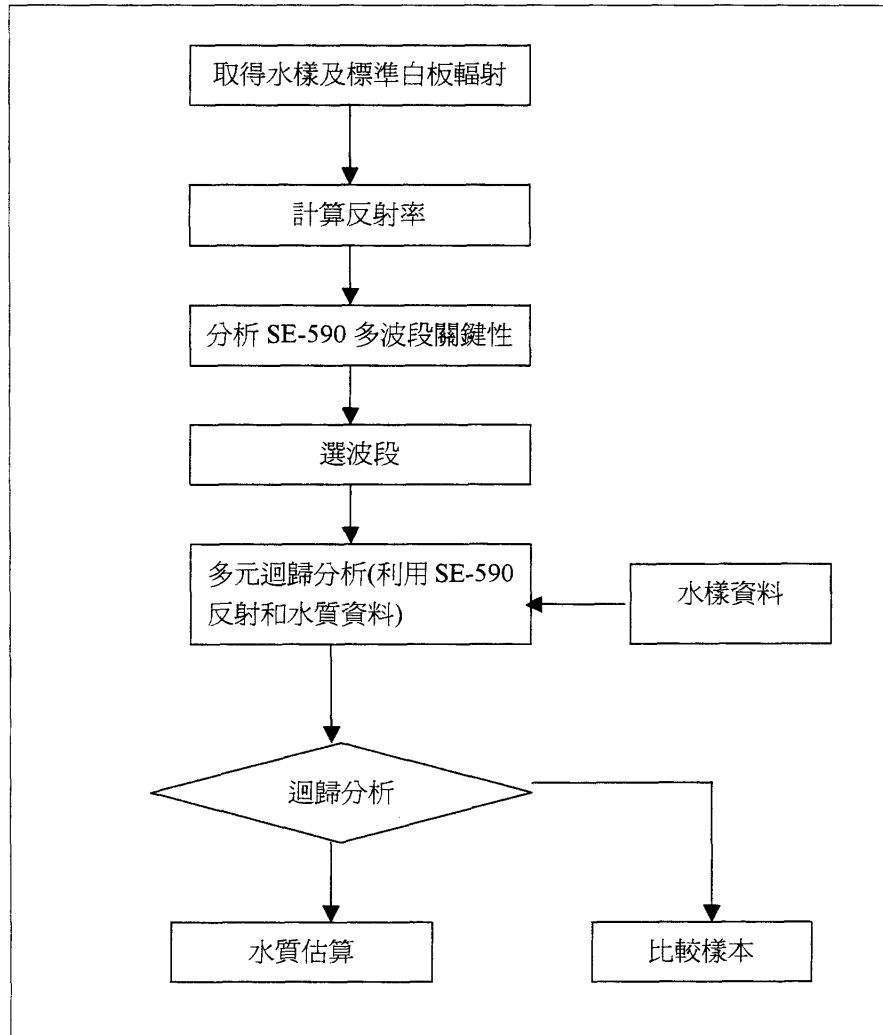 取得水樣及標準白板輻射
計算反射率
分析 SE-590 多波段關鍵性
選波段
多元迴歸分析(利用 SE-590
反射和水质資料)
水樣資料
迴歸分析
水質估算
比較樣本